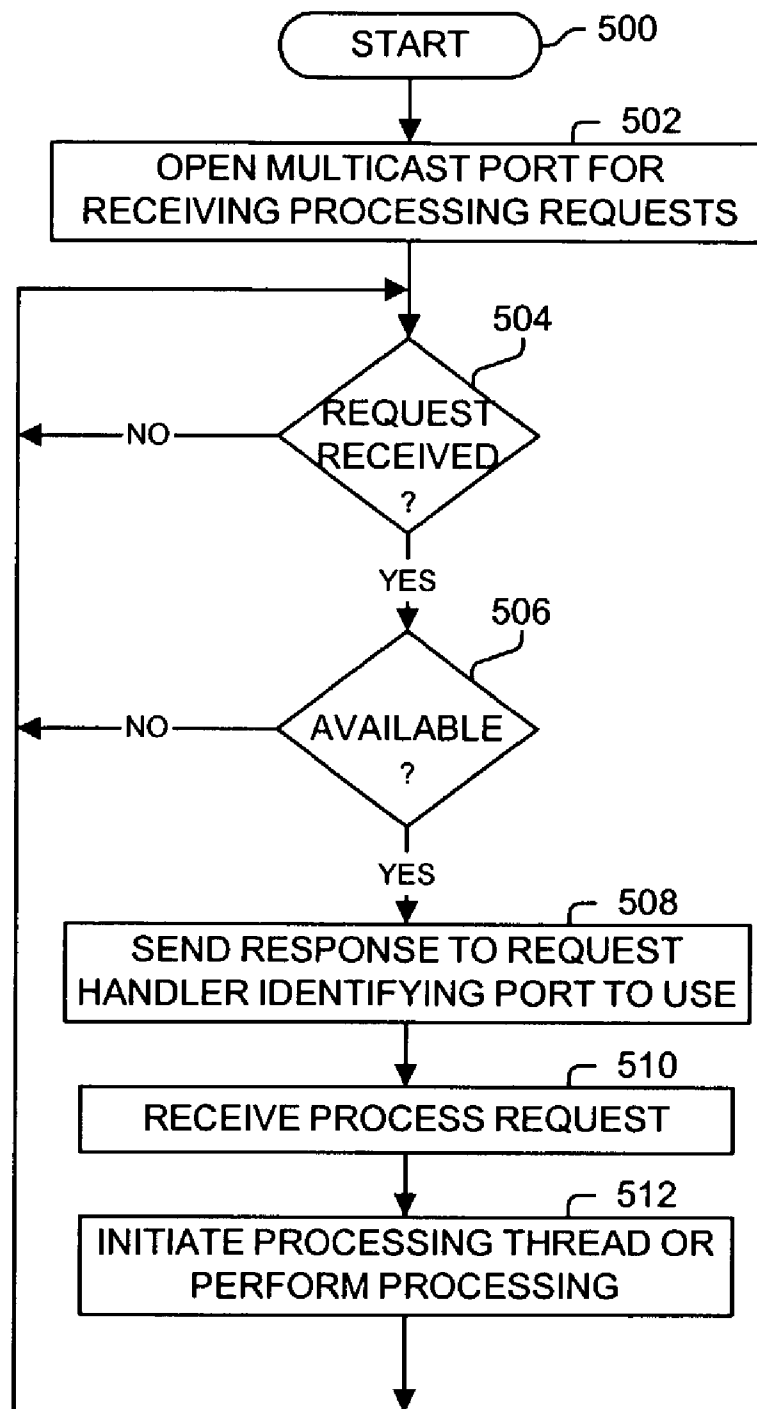 START
500
502
OPEN MULTICAST PORT FOR
RECEIVING PROCESSING REQUESTS
504
REQUEST
RECEIVED
?
NO
YES
506
AVAILABLE
?
NO
YES
508
SEND RESPONSE TO REQUEST
HANDLER IDENTIFYING PORT TO USE
510
RECEIVE PROCESS REQUEST
512
INITIATE PROCESSING THREAD OR
PERFORM PROCESSING